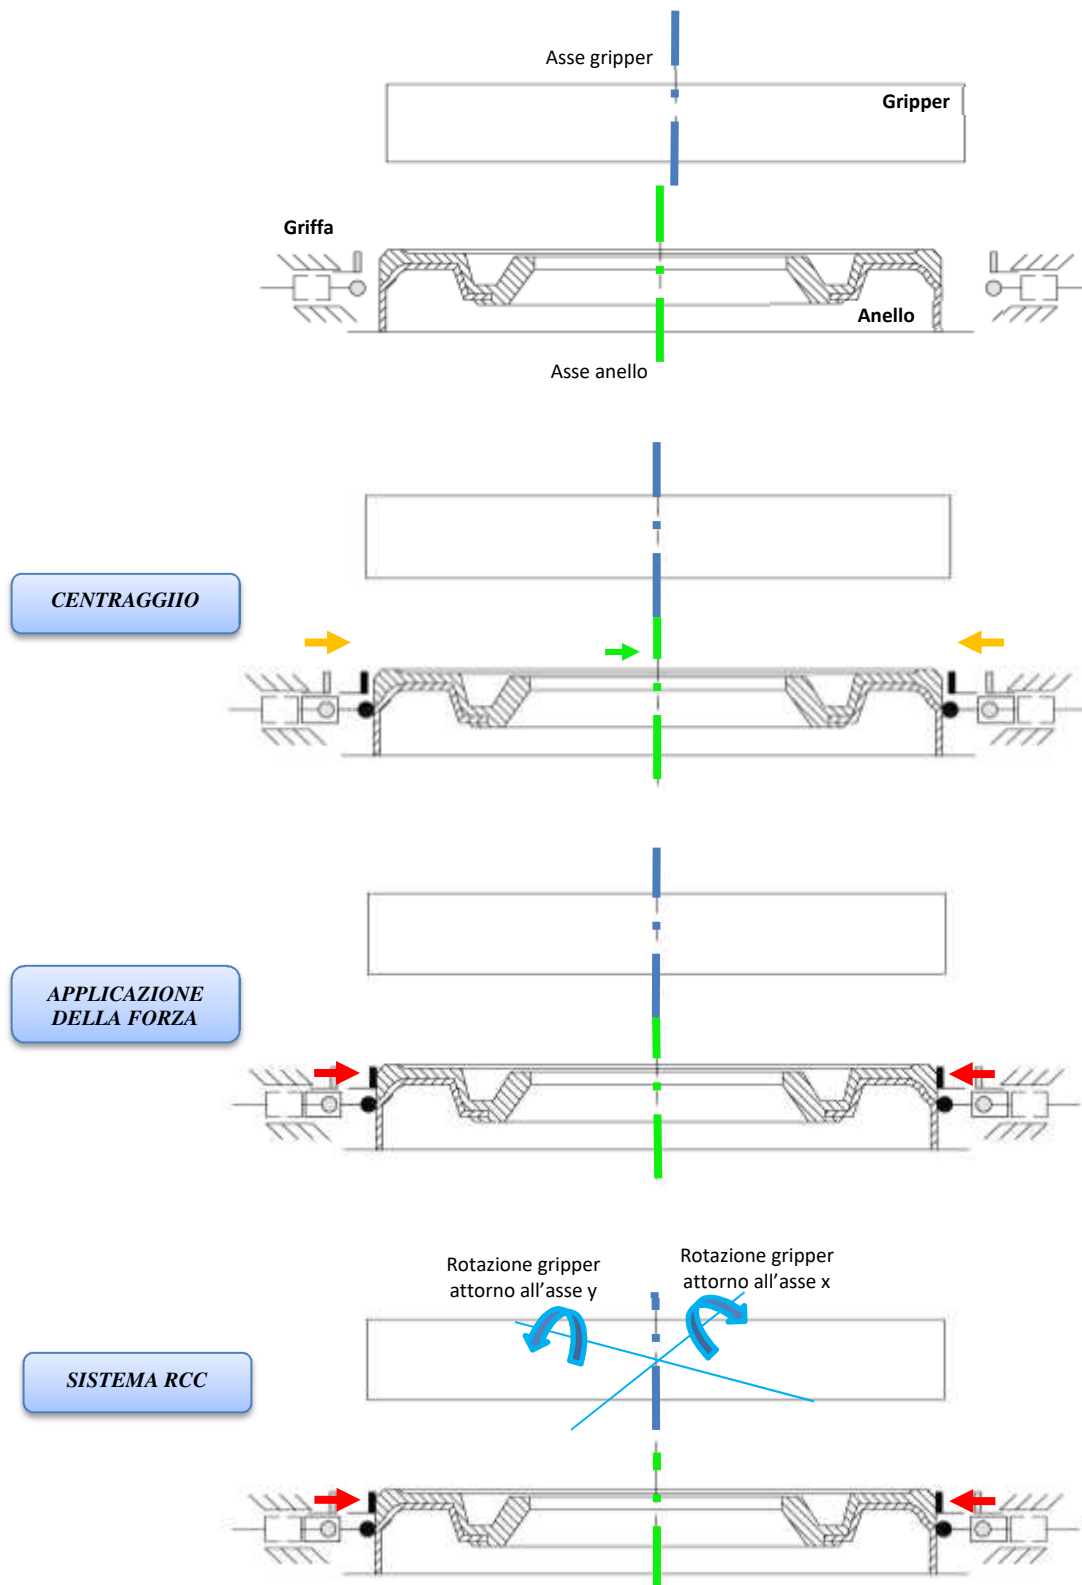 Asse gripper
Gripper
Griffa
Anello
Asse anello
CENTRAGGIIO
APPLICAZIONE
DELLA FORZA
Rotazione gripper
attorno all’asse y
Rotazione gripper
attorno all’asse x
SISTEMA RCC